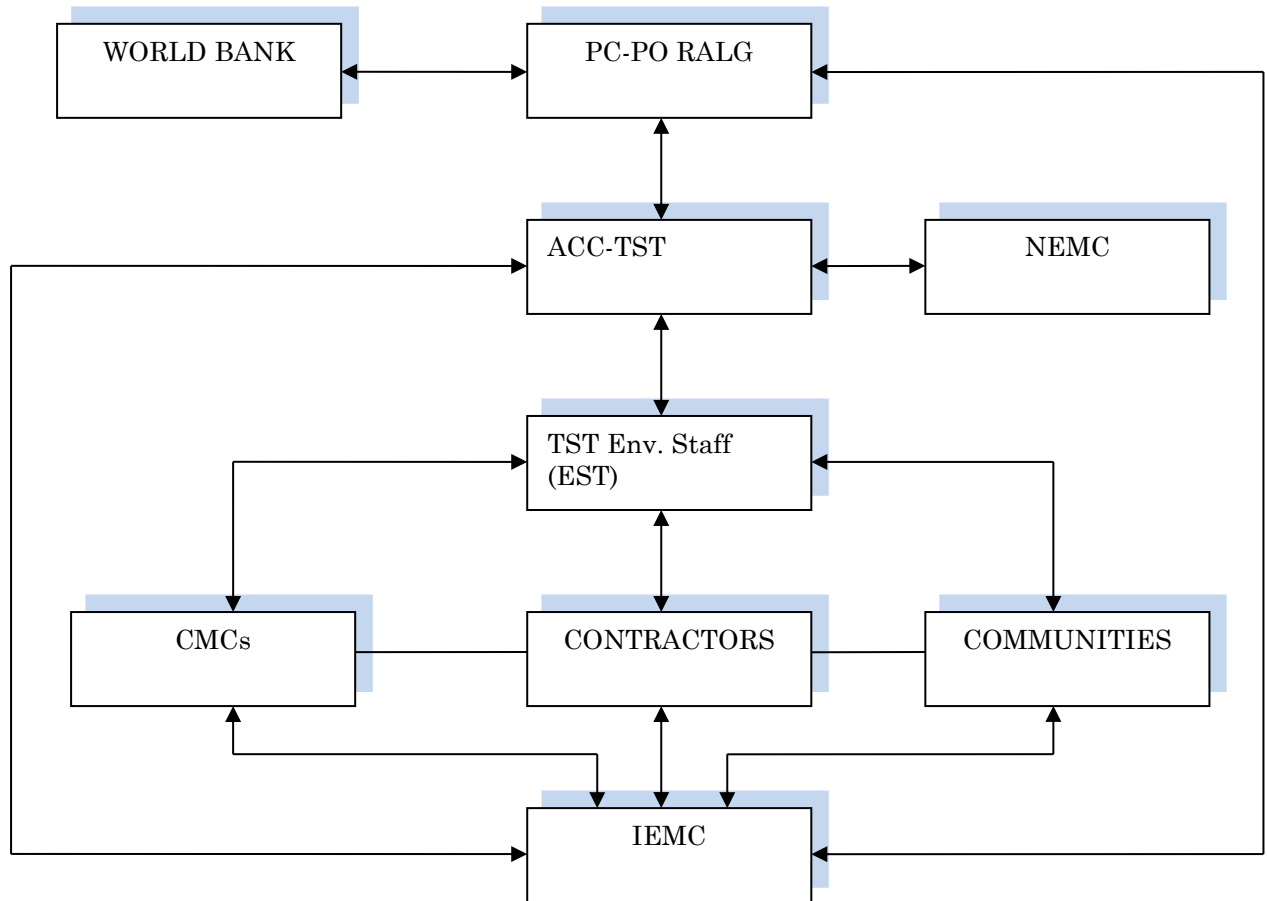 WORLD BANK
PC-PO RALG
ACC-TST
NEMC
TST Env. Staff
(EST)
CMCs
CONTRACTORS
COMMUNITIES
IEMC